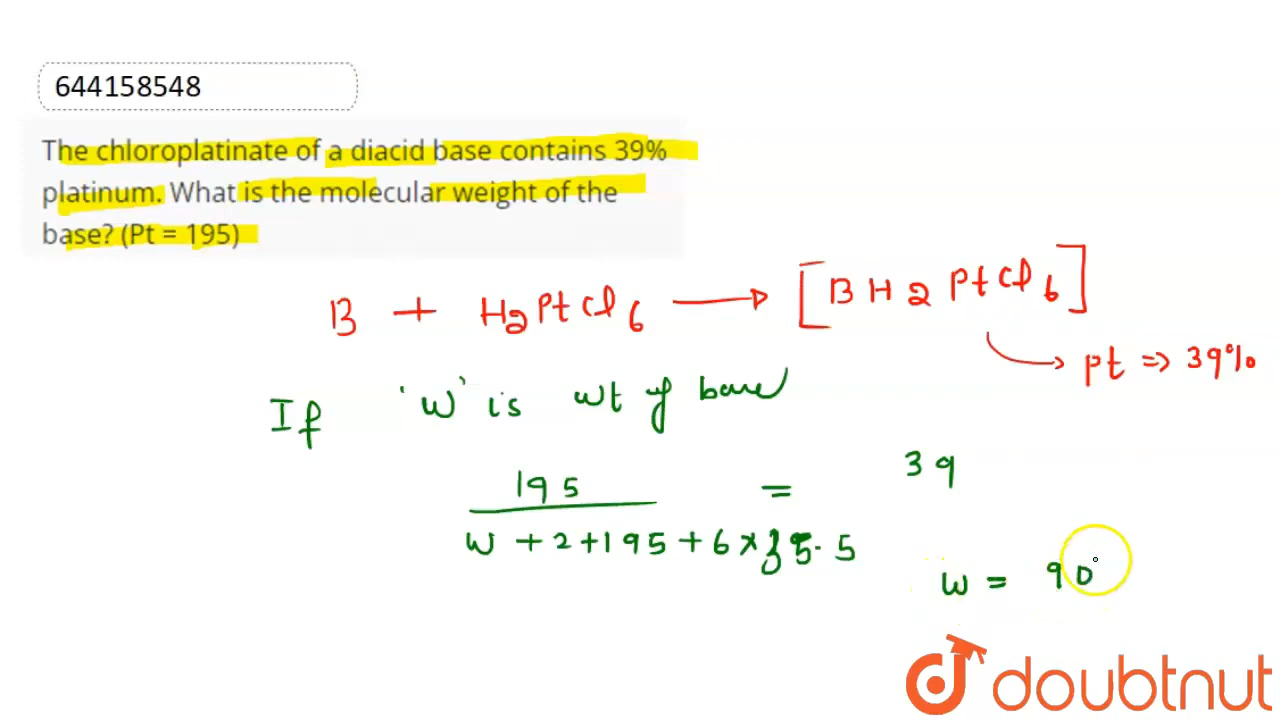 644158548
The chloroplatinate of a diacid base contains 39%
platinum. What is the molecular weight of the
base? (Pt = 195)
B + H2PtCl6 → [BH2PtCl6]
pt => 39%
If 'w' is wt of base
195 = 39
w + 2 + 195 + 6 × 35.5
w = 90
doubtnut